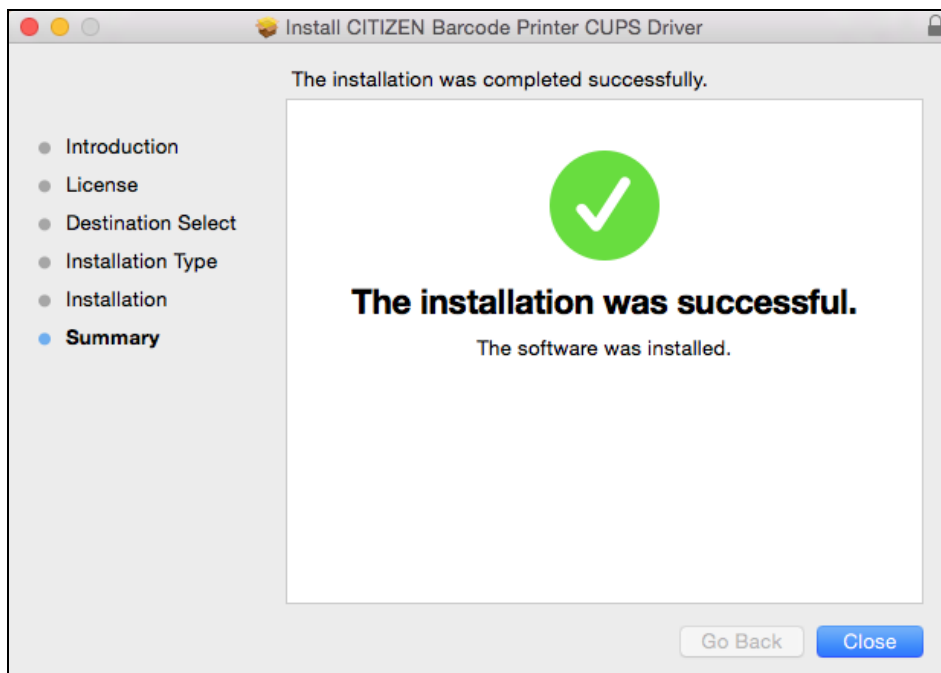 Install CITIZEN Barcode Printer CUPS Driver
The installation was completed successfully.
Introduction
License
Destination Select
Installation Type
Installation
Summary
The installation was successful.
The software was installed.
Go Back
Close